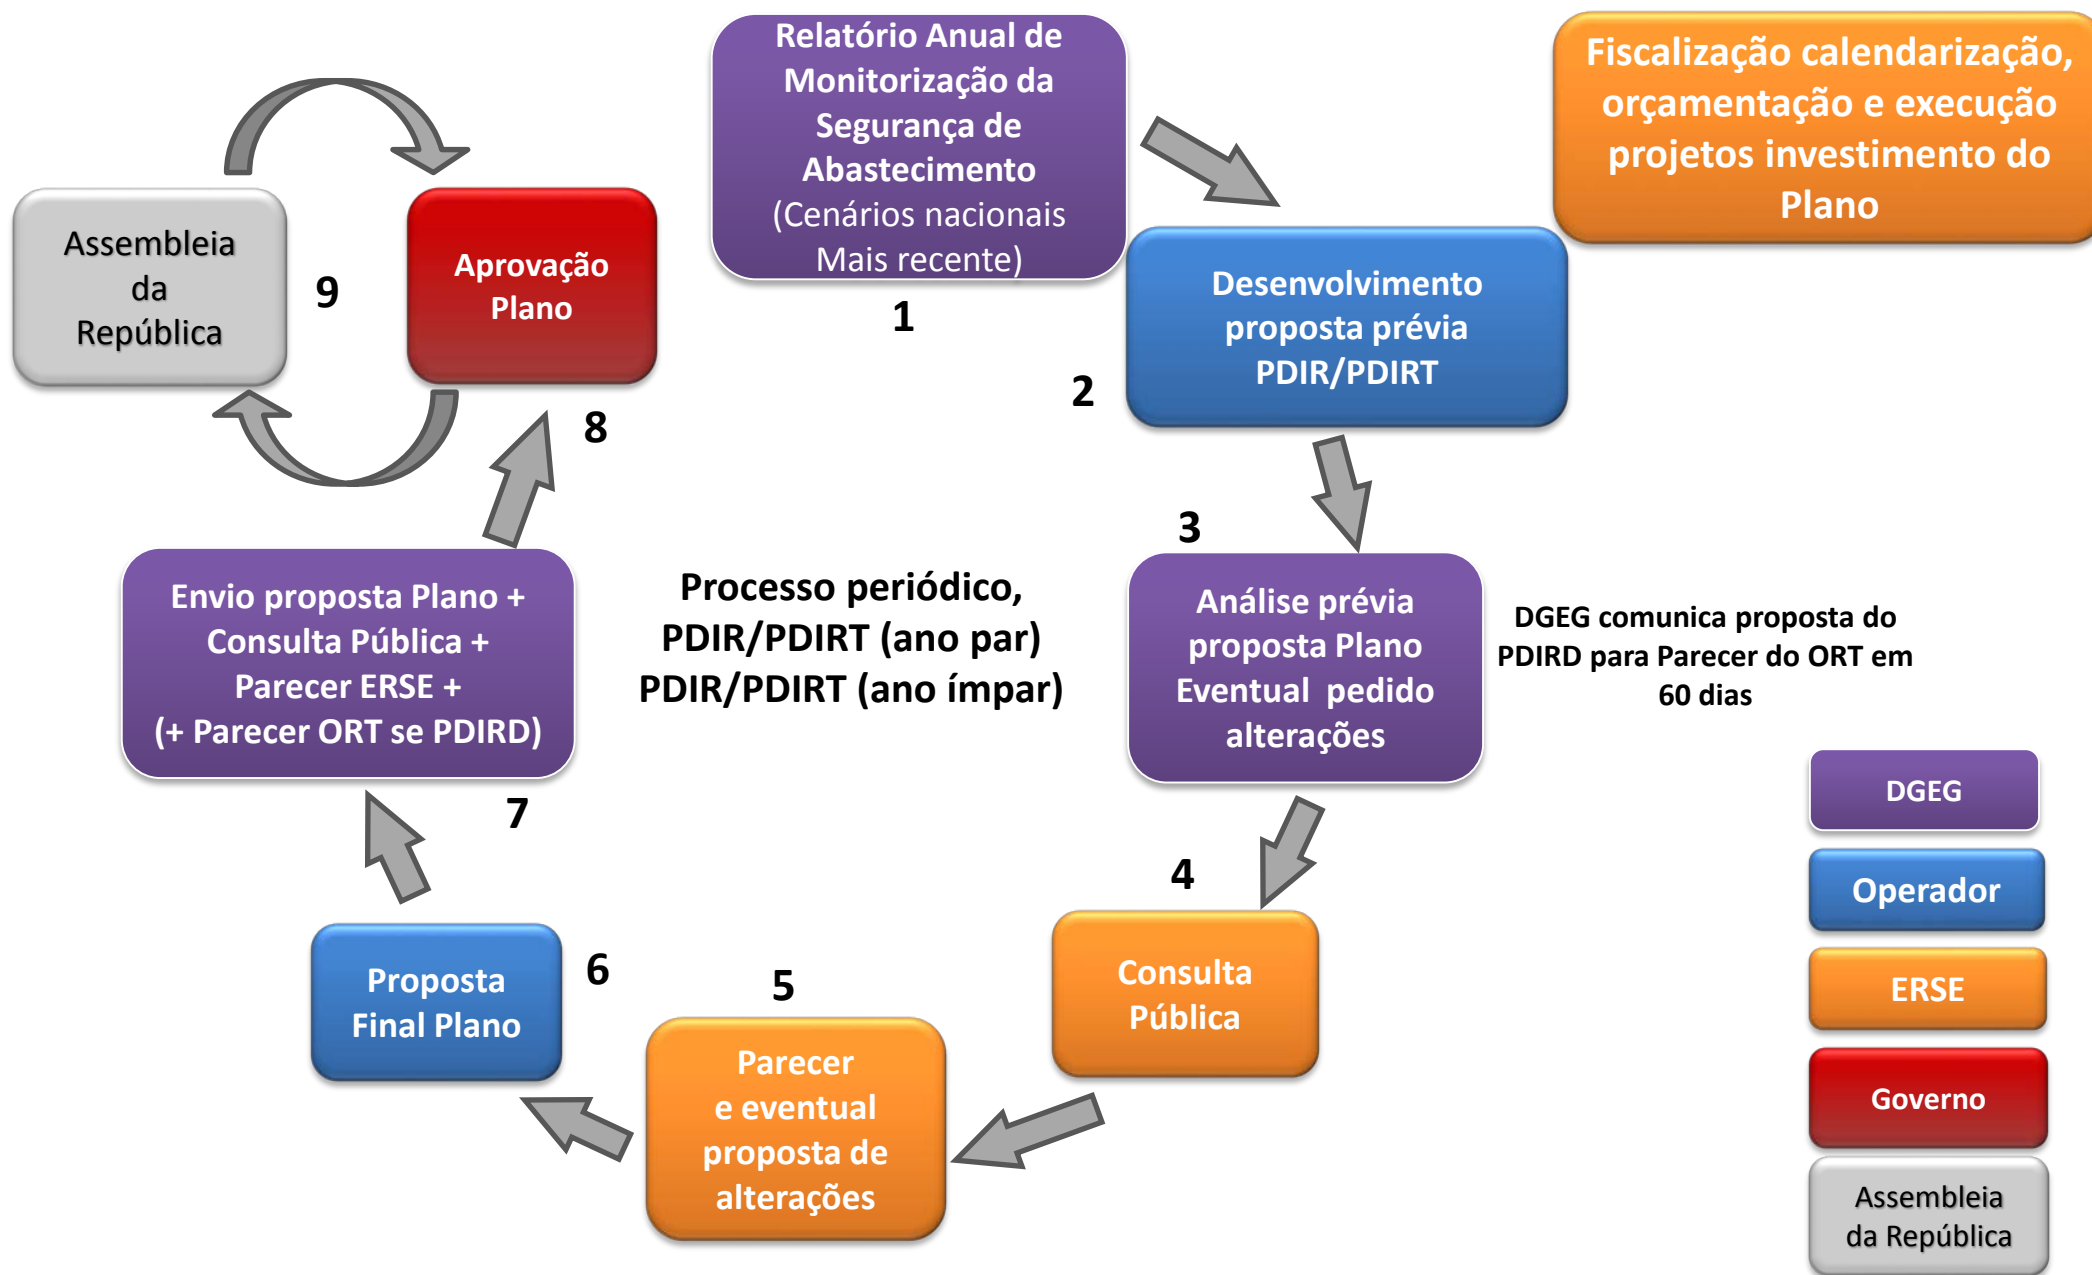 Relatório Anual de
Monitorização da
Segurança de
Abastecimento
(Cenários nacionais
Mais recente)
1
Fiscalização calendarização,
orçamentação e execução
projetos investimento do
Plano
Desenvolvimento
proposta prévia
PDIR/PDIRT
2
3
Análise prévia
proposta Plano
Eventual pedido
alterações
DGEG comunica proposta do
PDIRD para Parecer do ORT em
60 dias
4
Consulta
Pública
5
Parecer
e eventual
proposta de
alterações
6
Proposta
Final Plano
7
Envio proposta Plano +
Consulta Pública +
Parecer ERSE +
(+ Parecer ORT se PDIRD)
8
Aprovação
Plano
9
Assembleia
da
República
Processo periódico,
PDIR/PDIRT (ano par)
PDIR/PDIRT (ano ímpar)
DGEG
Operador
ERSE
Governo
Assembleia
da República